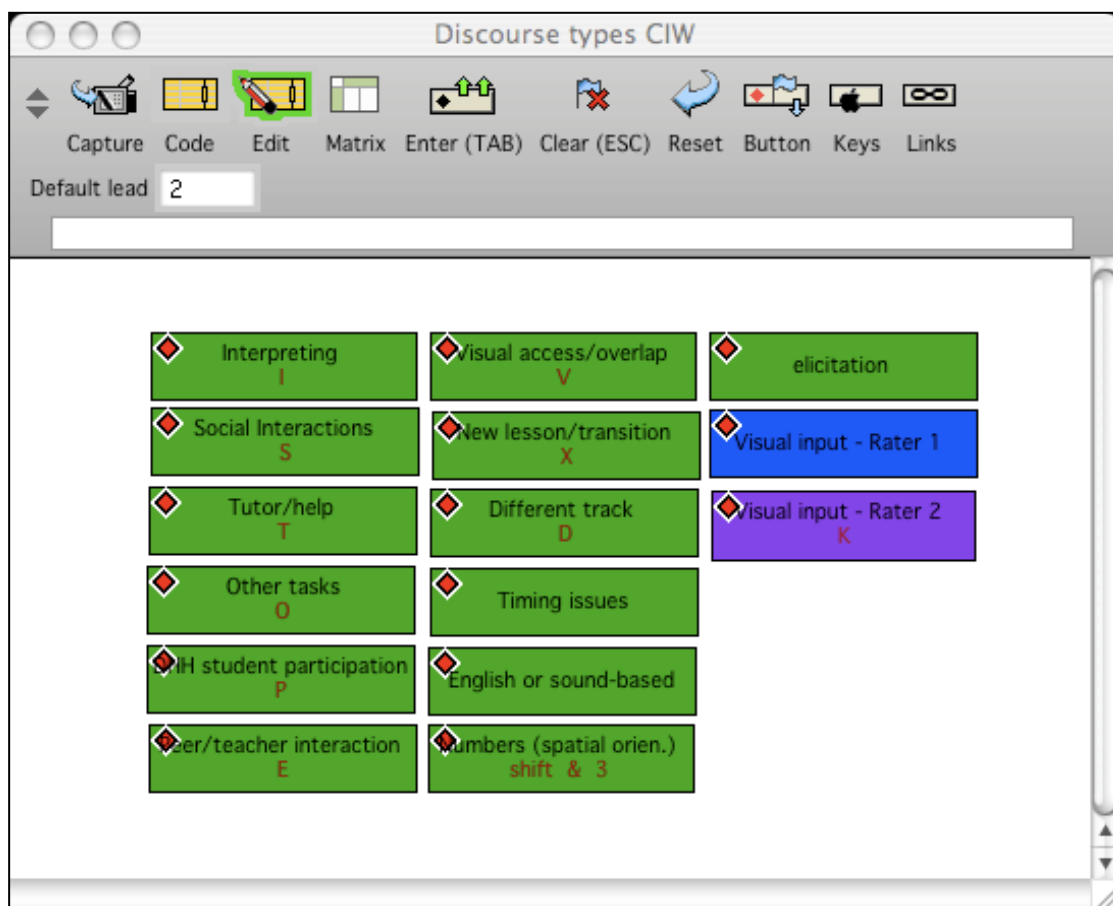 Discourse types CIW
Capture Code Edit Matrix Enter (TAB) Clear (ESC) Reset Button Keys Links
Default lead 2
Interpreting
I
Visual access/overlap
V
elicitation
Social Interactions
S
New lesson/transition
X
Visual input - Rater 1
Tutor/help
T
Different track
D
Visual input - Rater 2
K
Other tasks
O
Timing issues
student participation
P
English or sound-based
Peer/teacher interaction
E
Numbers (spatial orien.)
shift & 3